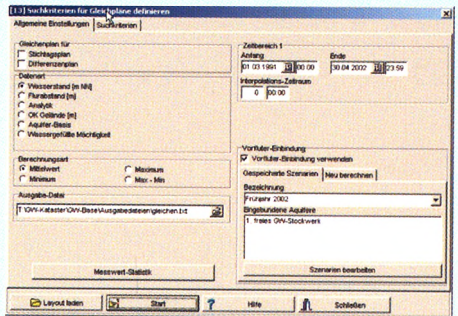 [13] Suchkriterien für Gleichpläne definieren
Allgemeine Einstellungen
Suchkriterien
Gleichenplan für
Stichtagsplan
Differenzenplan
Datenart
Wasserstand [m NN]
Flurabstand [m]
Analytik
OK Gelände [m]
Aquifer-Basis
Wassergefüllte Mächtigkeit
Berechnungsart
Mittelwert
Maximum
Minimum
Max - Min
Ausgabe-Datei
T:\GW-Kataster\GW-Base\Ausgabedateien\gleichen.txt
Messwert-Statistik
Zeitbereich 1
Anfang
Ende
01.03.1991
00:00
30.04.2002
23:59
Interpolations-Zeitraum
0
00:00
Vorfluter-Einbindung
Vorfluter-Einbindung verwenden
Gespeicherte Szenarien
Neu berechnen
Bezeichnung
Frühjahr 2002
Eingebundene Aquifere
1. freies GW-Stockwerk
Szenarien bearbeiten
Layout laden
Start
Hilfe
Schließen